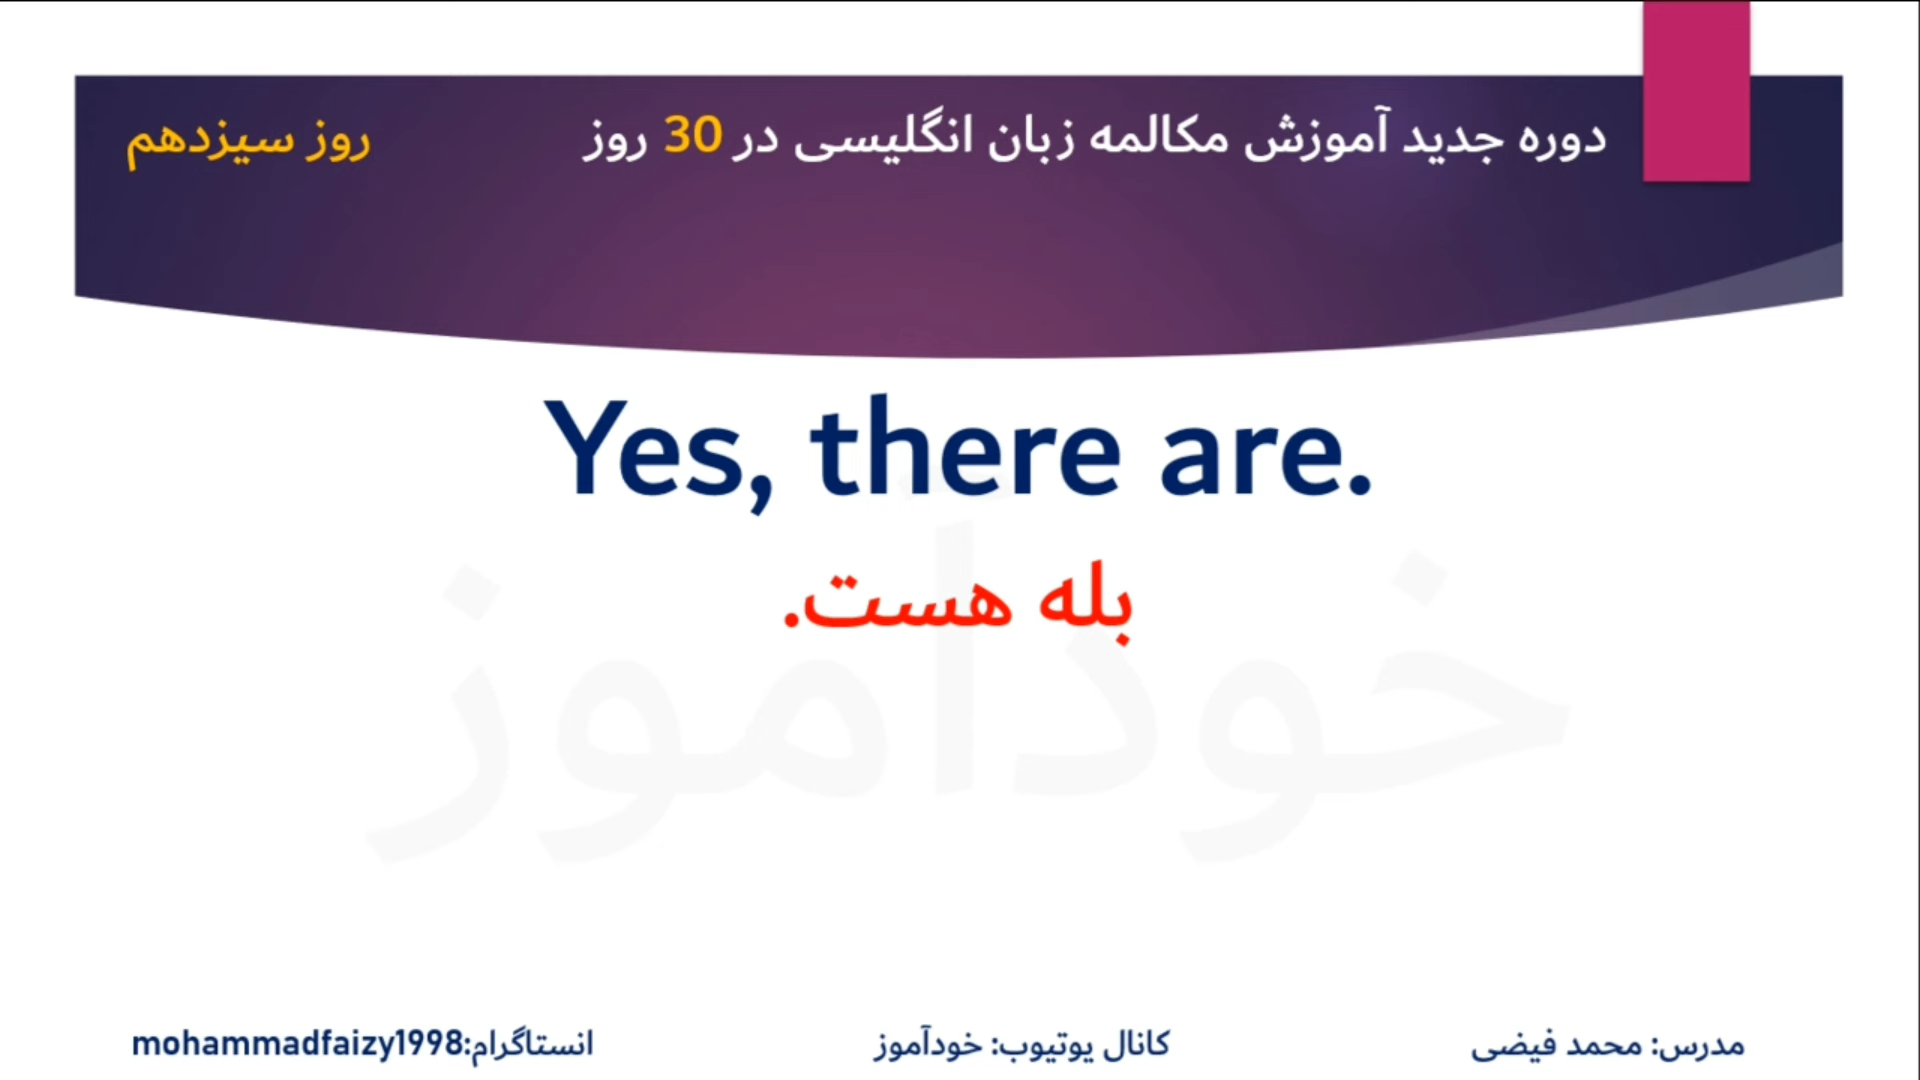 دوره جدید آموزش مکالمه زبان انگلیسی در 30 روز روز سیزدهم
Yes, there are.
بله هست.
خودآموز
مدرس: محمد فیضی کانال یوتیوب: خودآموز انستاگرام:mohammadfaizy1998